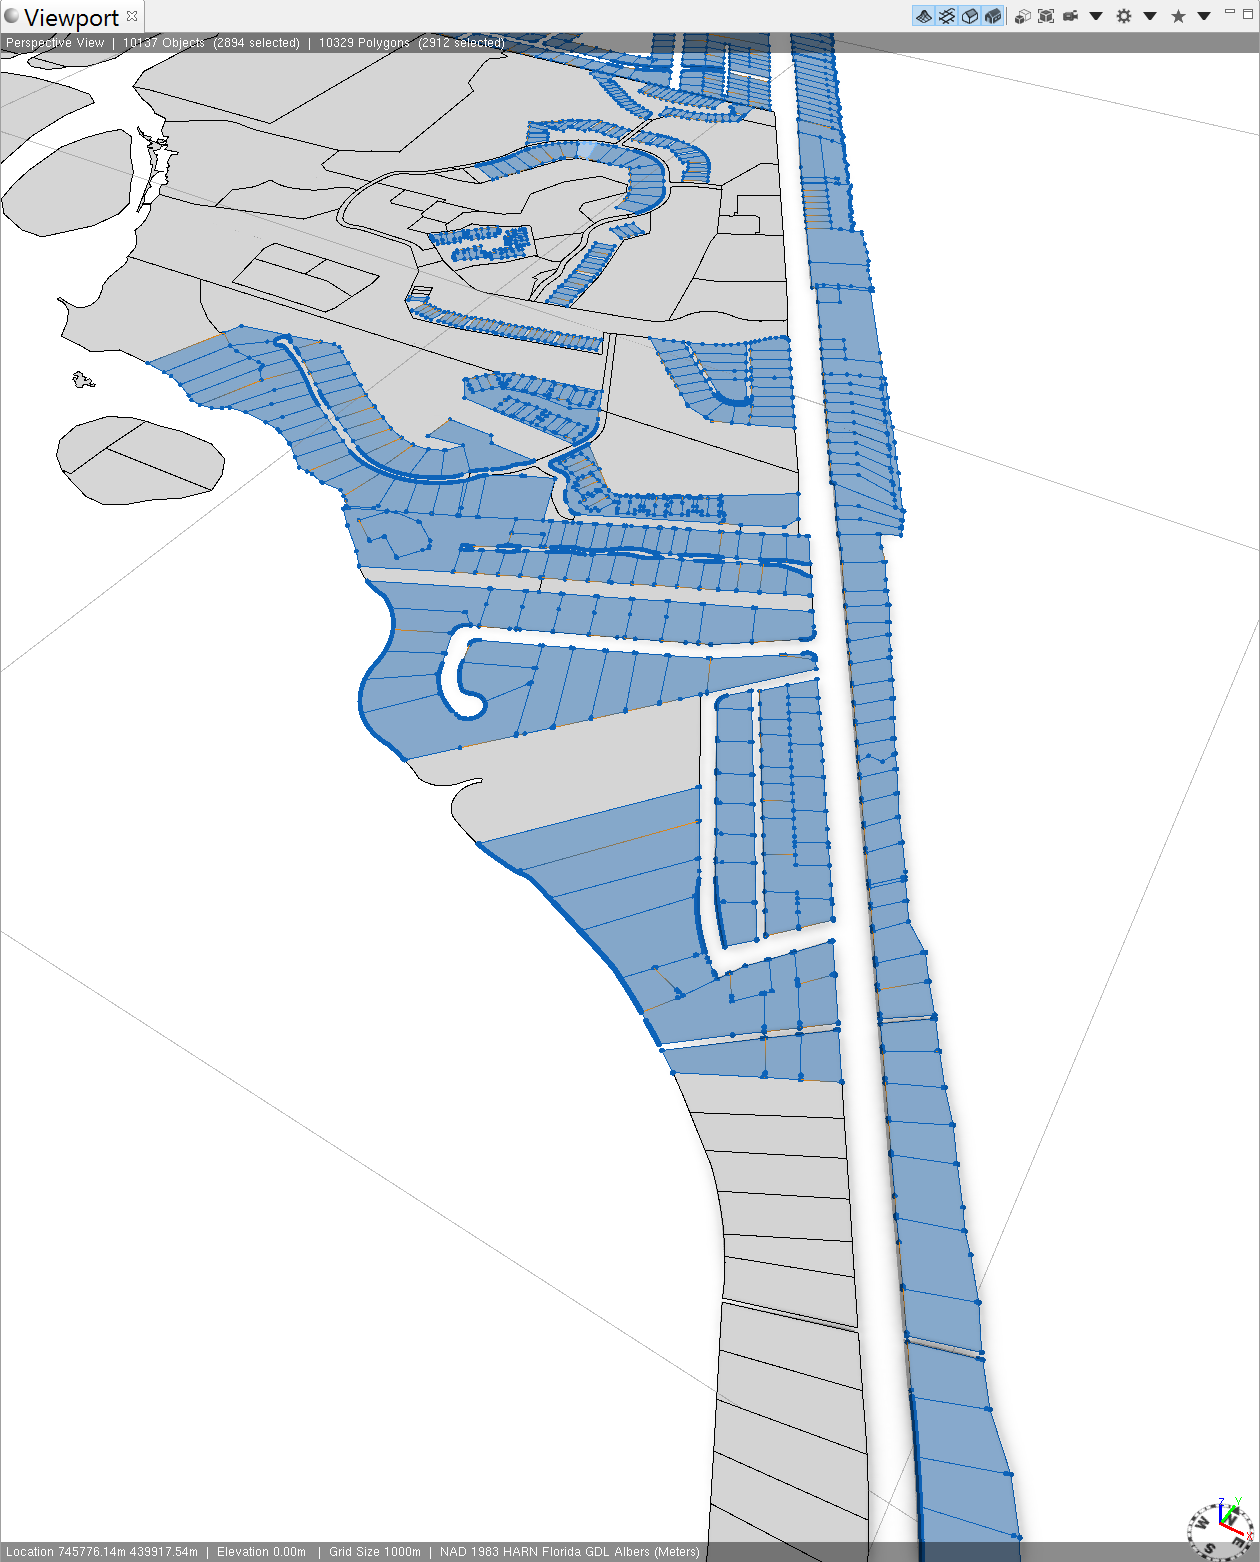 Viewport
Perspective View | 10137 Objects (2894 selected) | 10329 Polygons (2912 selected)
Z Y
X
W N
S E
Location 745776.14m 439917.54m | Elevation 0.00m | Grid Size 1000m | NAD 1983 HARN Florida GDL Albers (Meters)